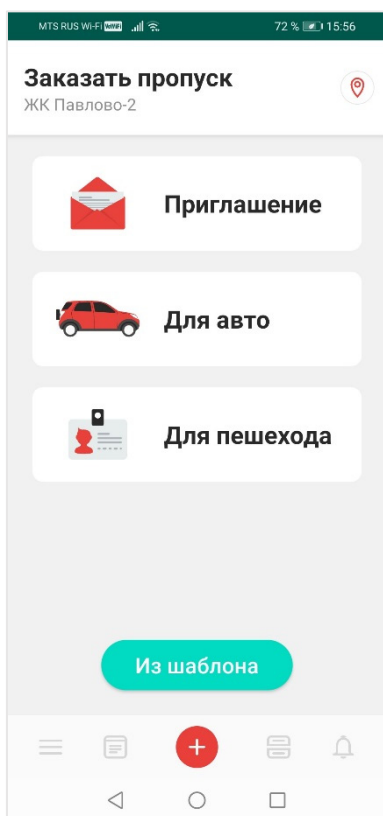 MTS RUS Wi-Fi VoWiFi 72 % 15:56
Заказать пропуск
ЖК Павлово-2
Приглашение
Для авто
Для пешехода
Из шаблона